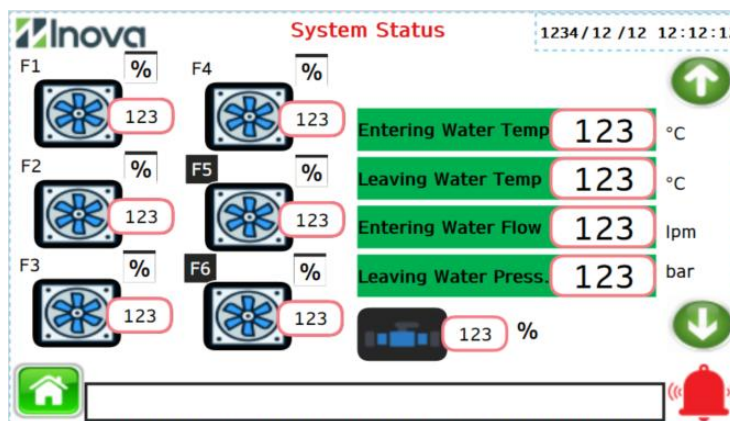 Inova
System Status
1234/12/12 12:12:1
F1 % 123
F4 % 123
F2 % 123
F5 % 123
F3 % 123
F6 % 123
Entering Water Temp 123 °C
Leaving Water Temp 123 °C
Entering Water Flow 123 lpm
Leaving Water Press. 123 bar
123 %